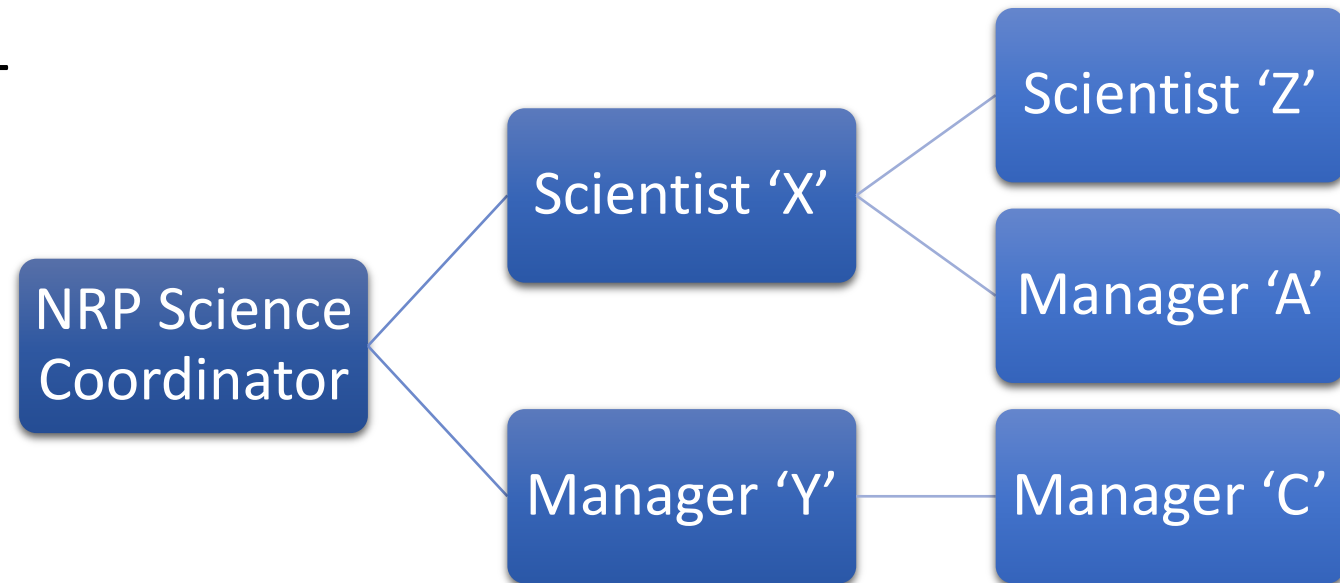 NRP Science
Coordinator
Scientist ‘X’
Manager ‘Y’
Scientist ‘Z’
Manager ‘A’
Manager ‘C’